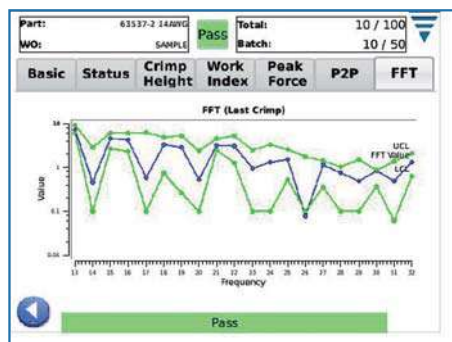 Part: 63537-2 14AWG
WO: SAMPLE
Pass
Total: 10 / 100
Batch: 10 / 50
Basic
Status
Crimp Height
Work Index
Peak Force
P2P
FFT
FFT (Last Crimp)
10
1
0.1
0.01
Value
UCL
FFT Value
LCL
13 14 15 16 17 18 19 20 21 22 23 24 25 26 27 28 29 30 31 32
Frequency
Pass